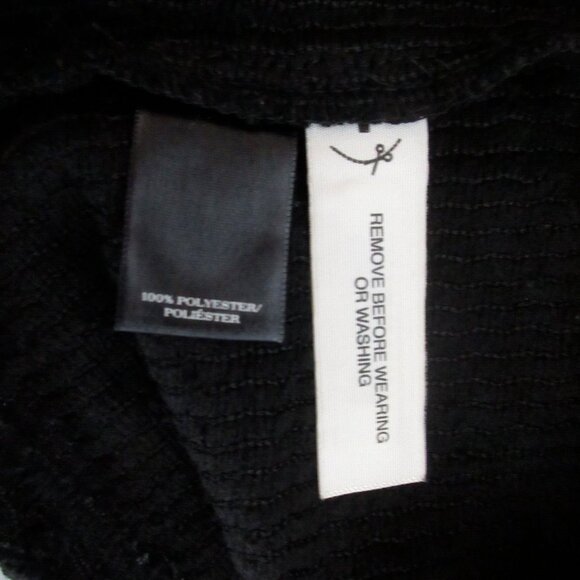 100% POLYESTER/
POLIÉSTER
REMOVE BEFORE WEARING
OR WASHING